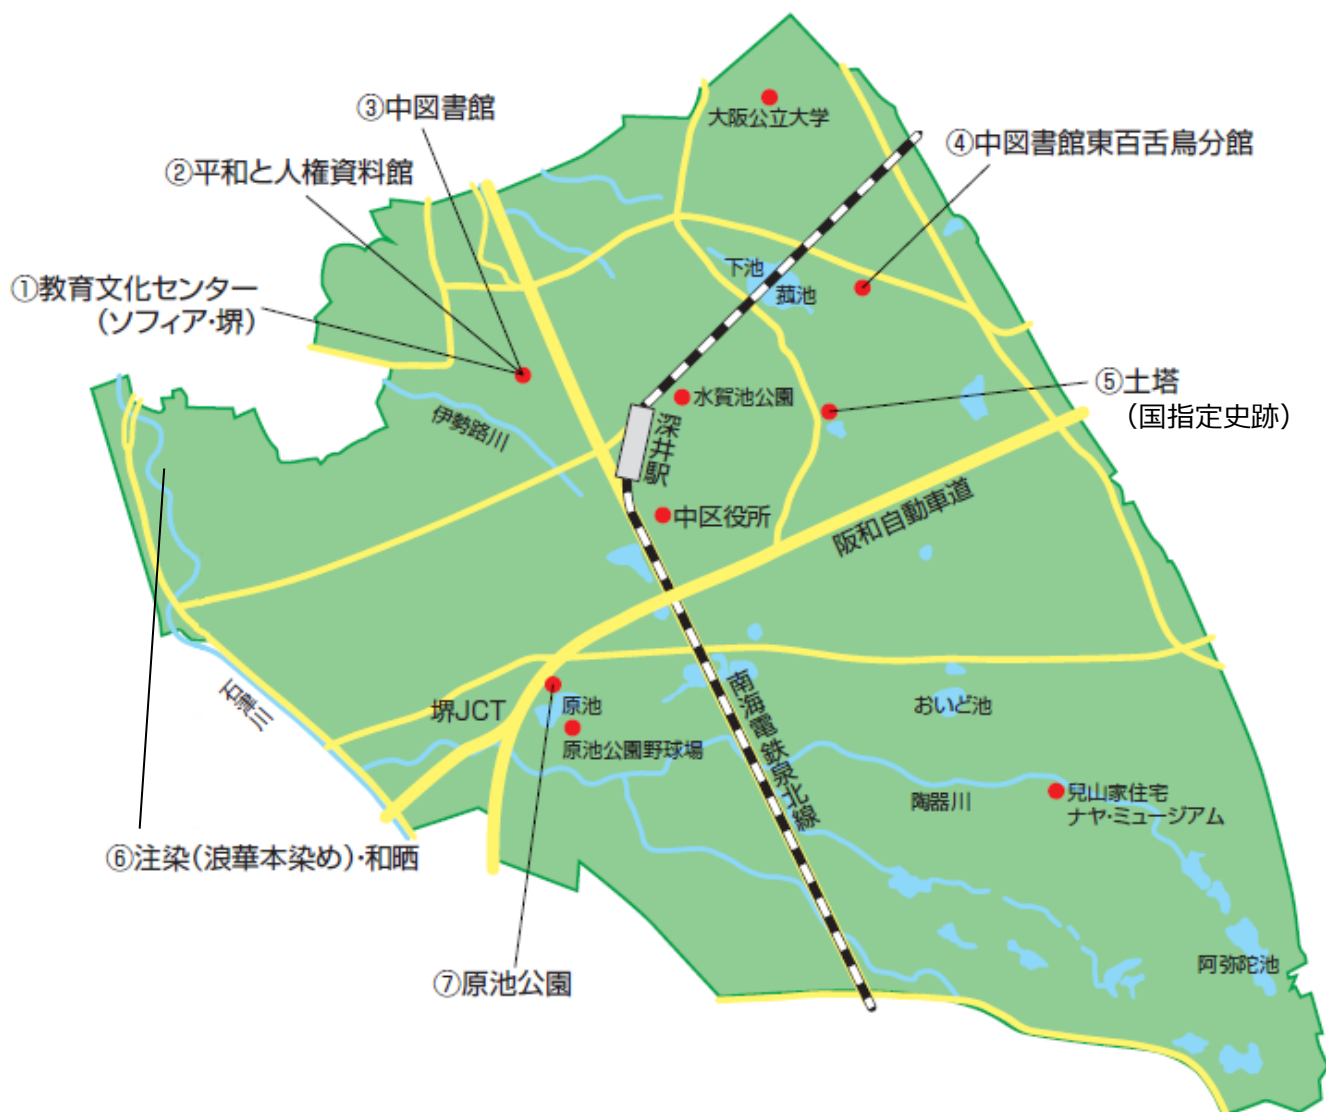 大阪公立大学
③中図書館
④中図書館東百舌鳥分館
②平和と人権資料館
下池
菰池
①教育文化センター
(ソフィア・堺)
⑤土塔
(国指定史跡)
水賀池公園
伊勢路川
深井駅
中区役所
阪和自動車道
石津川
堺JCT
原池
原池公園野球場
南海電鉄泉北線
おいど池
陶器川
兒山家住宅
ナヤ・ミュージアム
⑥注染(浪華本染め)・和晒
阿弥陀池
⑦原池公園